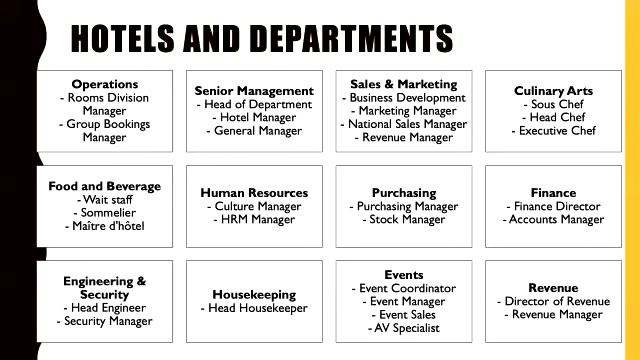 HOTELS AND DEPARTMENTS
Operations
- Rooms Division
Manager
- Group Bookings
Manager
Senior Management
- Head of Department
- Hotel Manager
- General Manager
Sales & Marketing
- Business Development
- Marketing Manager
- National Sales Manager
- Revenue Manager
Culinary Arts
- Sous Chef
- Head Chef
- Executive Chef
Food and Beverage
- Wait staff
- Sommelier
- Maître d'hôtel
Human Resources
- Culture Manager
- HRM Manager
Purchasing
- Purchasing Manager
- Stock Manager
Finance
- Finance Director
- Accounts Manager
Engineering &
Security
- Head Engineer
- Security Manager
Housekeeping
- Head Housekeeper
Events
- Event Coordinator
- Event Manager
- Event Sales
- AV Specialist
Revenue
- Director of Revenue
- Revenue Manager